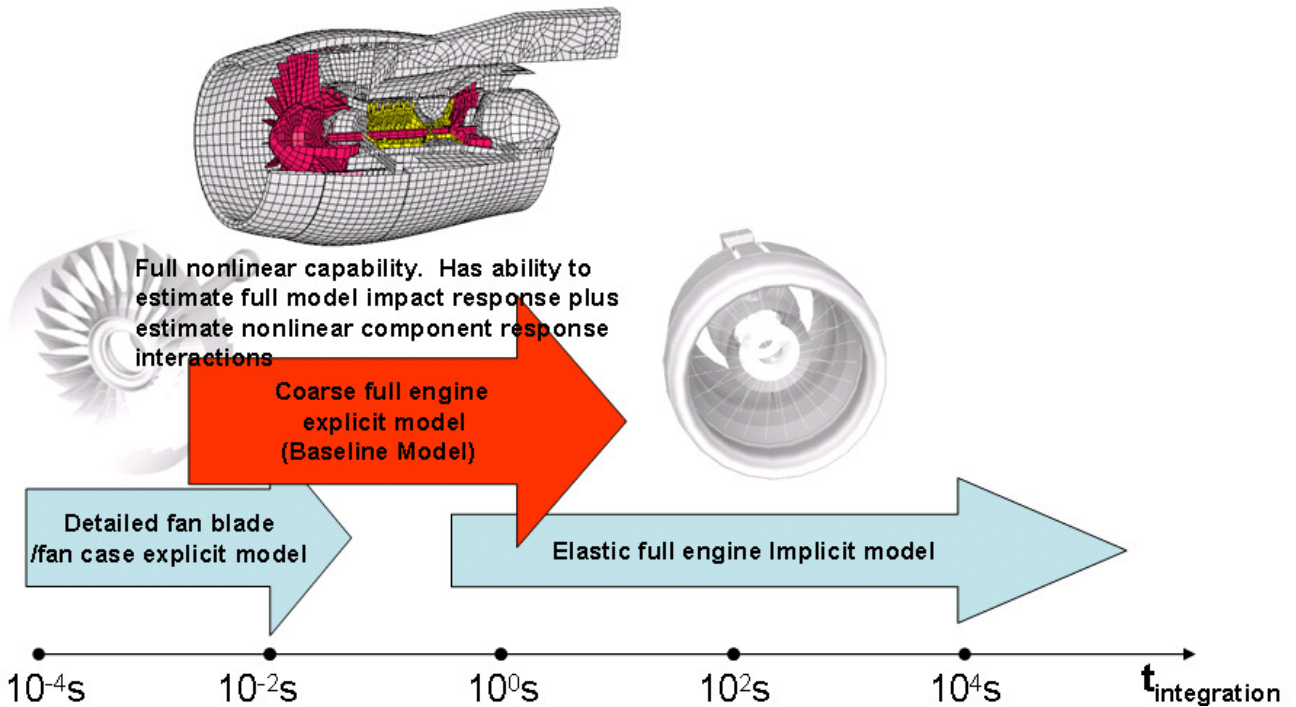 Full nonlinear capability.  Has ability to
estimate full model impact response plus
estimate nonlinear component response
interactions
Coarse full engine
explicit model
(Baseline Model)
Detailed fan blade
/fan case explicit model
Elastic full engine Implicit model
10⁻⁴s 10⁻²s 10⁰s 10²s 10⁴s t_integration